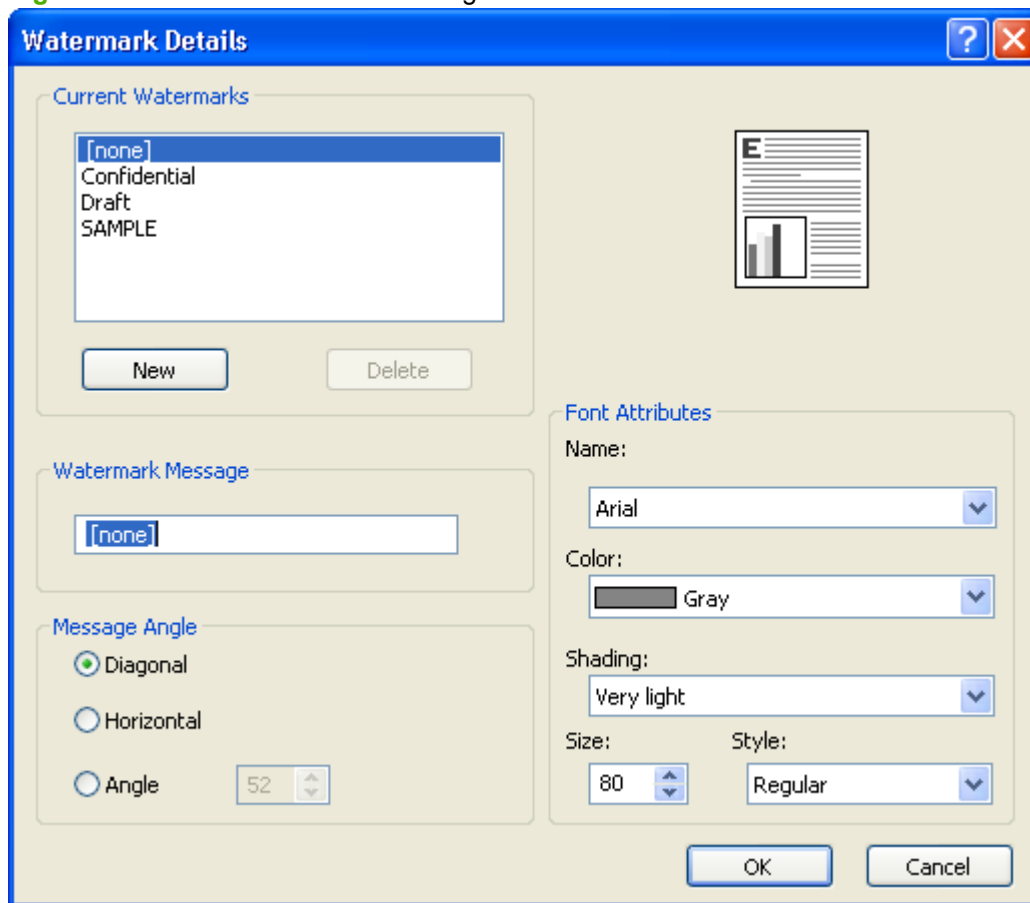 Watermark Details
Current Watermarks
[none]
Confidential
Draft
SAMPLE
New Delete
E
Watermark Message
[none]
Message Angle
Diagonal
Horizontal
Angle 52
Font Attributes
Name:
Arial
Color:
Gray
Shading:
Very light
Size: Style:
80 Regular
OK Cancel